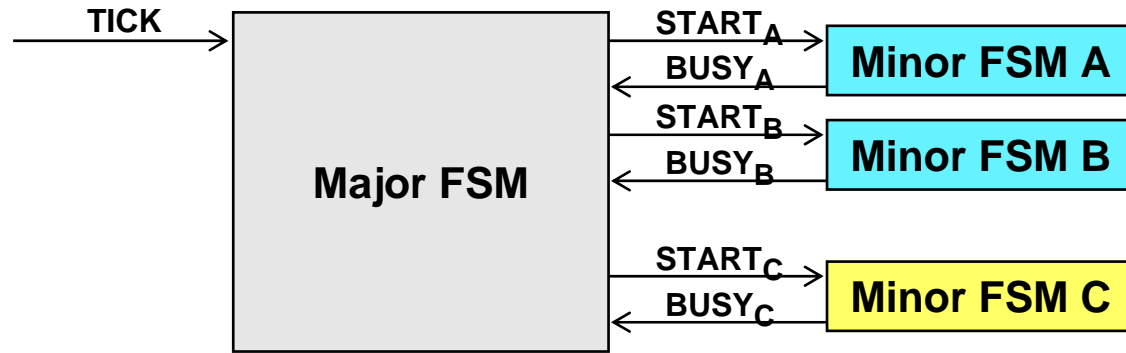 TICK
START_A
BUSY_A
Minor FSM A
START_B
BUSY_B
Minor FSM B
Major FSM
START_C
BUSY_C
Minor FSM C